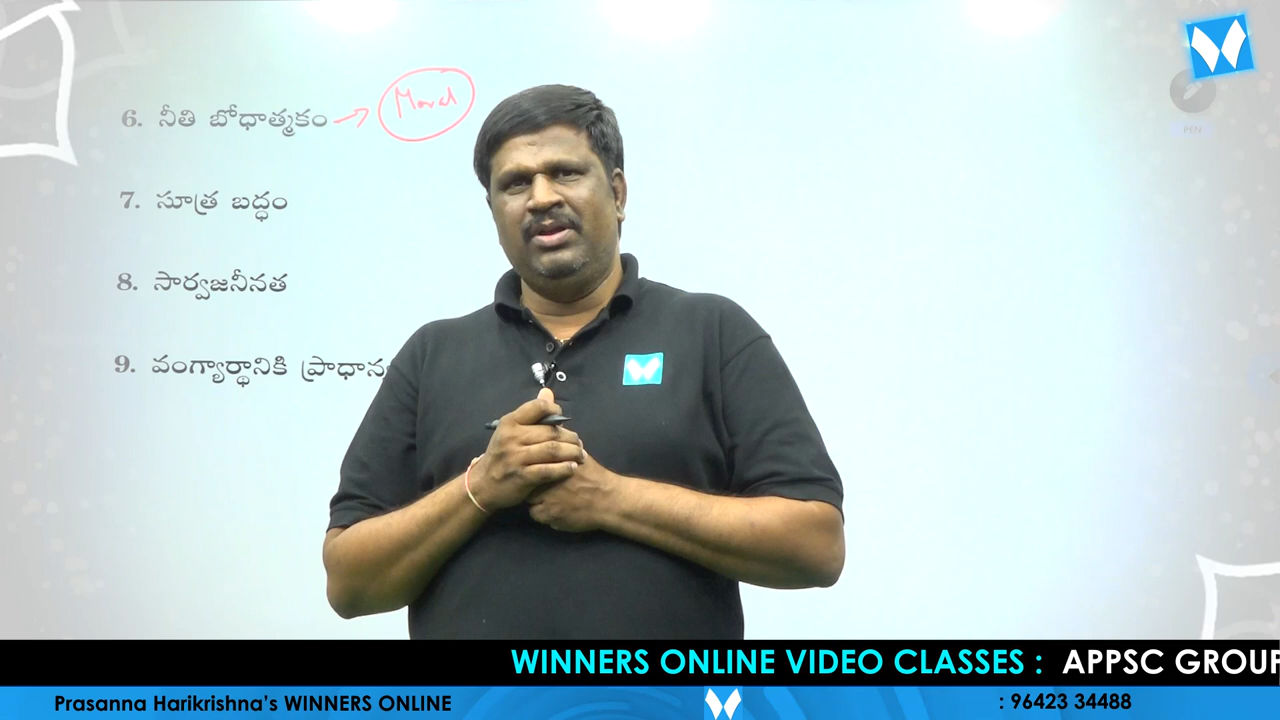 6. నీతి బోధాత్మకం → Moral
7. సూత్ర బద్ధం
8. సార్వజనీనత
9. వంగ్యార్థానికి
PEN
WINNERS ONLINE VIDEO CLASSES : APPSC GROUP
Prasanna Harikrishna's WINNERS ONLINE : 96423 34488